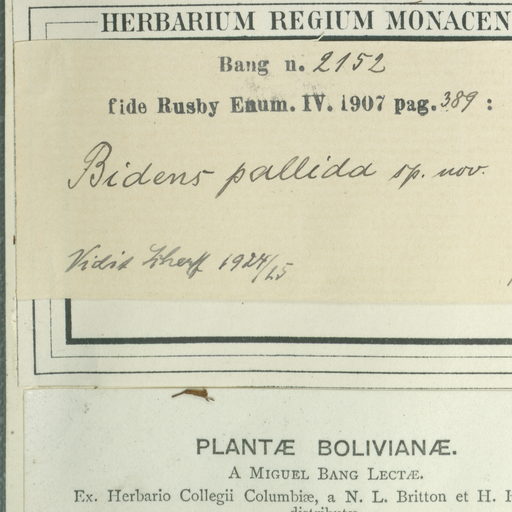 HERBARIUM REGIUM MONACEN
Bang n. 2152
fide Rusby Enum. IV. 1907 pag. 389 :
Bidens pallida sp. nov.
Vidit Sherff 1924/25
PLANTÆ BOLIVIANÆ.
A MIGUEL BANG LECTÆ.
Ex. Herbario Collegii Columbiæ, a N. L. Britton et H.